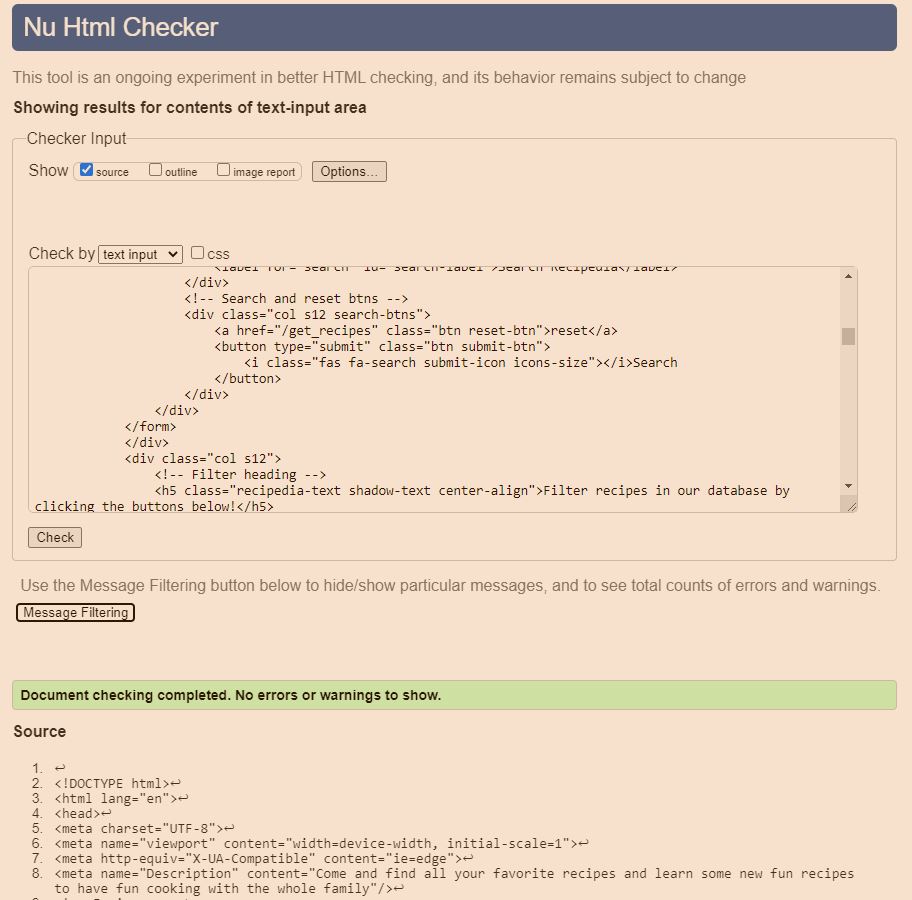 Nu Html Checker
This tool is an ongoing experiment in better HTML checking, and its behavior remains subject to change
Showing results for contents of text-input area
Checker Input
Show source outline image report Options...
Check by text input css
<label for="search" id="search-label">Search Recipedia</label>
</div>
<!-- Search and reset btns -->
<div class="col s12 search-btns">
<a href="/get_recipes" class="btn reset-btn">reset</a>
<button type="submit" class="btn submit-btn">
<i class="fas fa-search submit-icon icons-size"></i>Search
</button>
</div>
</div>
</form>
</div>
<div class="col s12">
<!-- Filter heading -->
<h5 class="recipedia-text shadow-text center-align">Filter recipes in our database by
clicking the buttons below!</h5>
Check
Use the Message Filtering button below to hide/show particular messages, and to see total counts of errors and warnings.
Message Filtering
Document checking completed. No errors or warnings to show.
Source
1. ↩
2. <!DOCTYPE html>↩
3. <html lang="en">↩
4. <head>↩
5. <meta charset="UTF-8">↩
6. <meta name="viewport" content="width=device-width, initial-scale=1">↩
7. <meta http-equiv="X-UA-Compatible" content="ie=edge">↩
8. <meta name="Description" content="Come and find all your favorite recipes and learn some new fun recipes
to have fun cooking with the whole family"/>↩